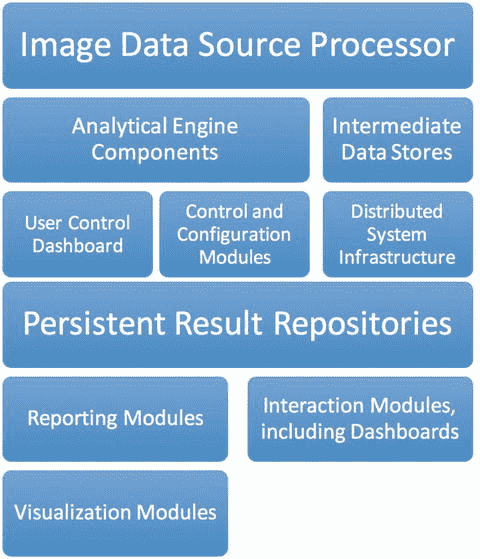 Image Data Source Processor
Analytical Engine
Components
Intermediate
Data Stores
User Control
Dashboard
Control and
Configuration
Modules
Distributed
System
Infrastructure
Persistent Result Repositories
Reporting Modules
Interaction Modules,
including Dashboards
Visualization Modules